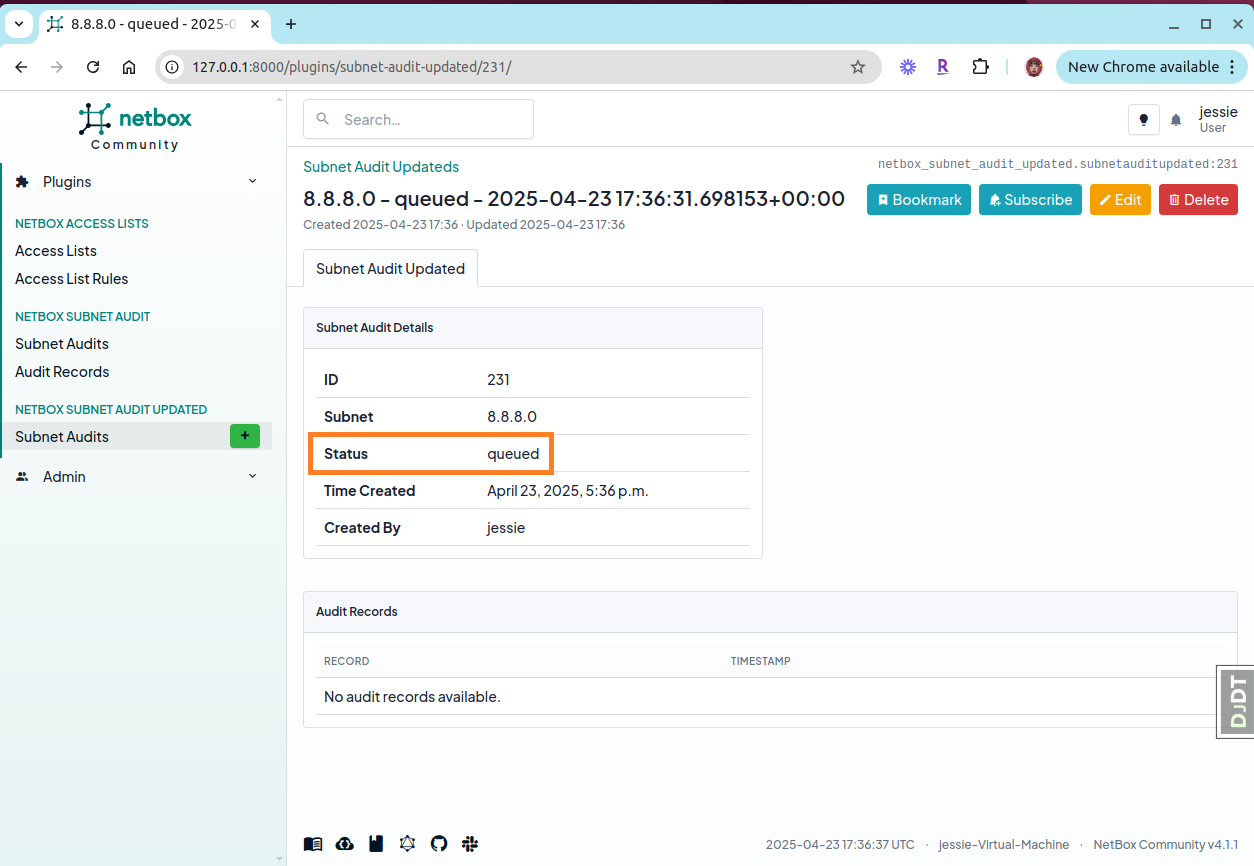 8.8.8.0 - queued - 2025-0
127.0.0.1:8000/plugins/subnet-audit-updated/231/
R
New Chrome available
netbox
Community
Plugins
NETBOX ACCESS LISTS
Access Lists
Access List Rules
NETBOX SUBNET AUDIT
Subnet Audits
Audit Records
NETBOX SUBNET AUDIT UPDATED
Subnet Audits
Admin
Search...
jessie
User
Subnet Audit Updateds
netbox_subnet_audit_updated.subnetauditupdated:231
8.8.8.0 – queued – 2025-04-23 17:36:31.698153+00:00
Bookmark
Subscribe
Edit
Delete
Created 2025-04-23 17:36 · Updated 2025-04-23 17:36
Subnet Audit Updated
Subnet Audit Details
ID 231
Subnet 8.8.8.0
Status queued
Time Created April 23, 2025, 5:36 p.m.
Created By jessie
Audit Records
RECORD TIMESTAMP
No audit records available.
DJDT
2025-04-23 17:36:37 UTC · jessie-Virtual-Machine · NetBox Community v4.1.1